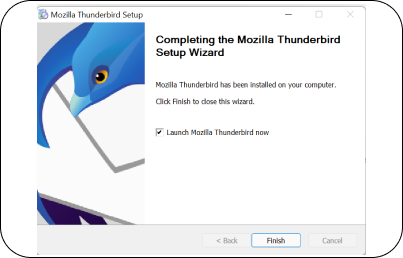 Mozilla Thunderbird Setup
Completing the Mozilla Thunderbird
Setup Wizard
Mozilla Thunderbird has been installed on your computer.
Click Finish to close this wizard.
Launch Mozilla Thunderbird now
< Back
Finish
Cancel